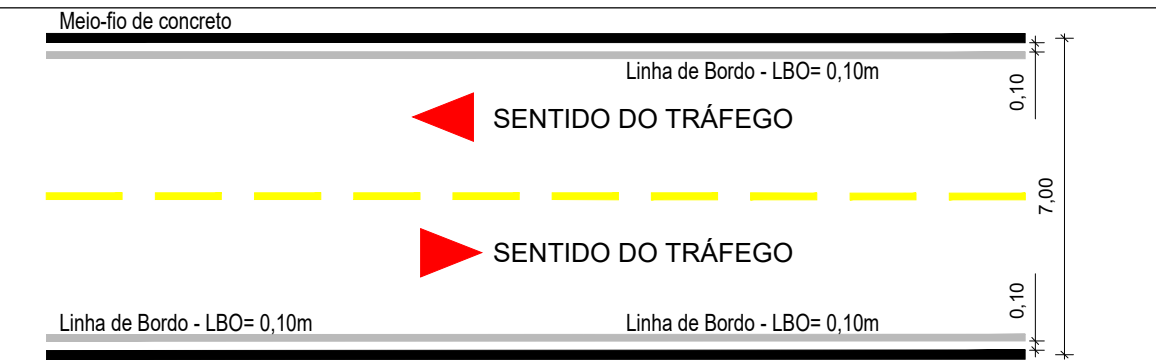 Meio-fio de concreto
Linha de Bordo - LBO= 0,10m
0,10
SENTIDO DO TRÁFEGO
7,00
SENTIDO DO TRÁFEGO
0,10
Linha de Bordo - LBO= 0,10m
Linha de Bordo - LBO= 0,10m